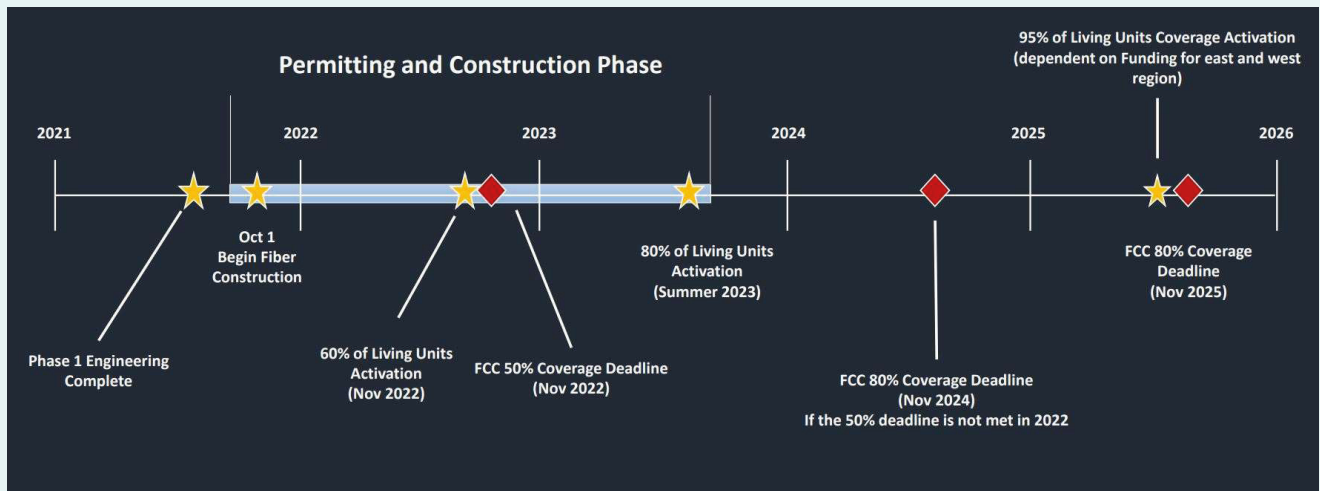 Permitting and Construction Phase
95% of Living Units Coverage Activation
(dependent on Funding for east and west
region)
2021
2022
2023
2024
2025
2026
Oct 1
Begin Fiber
Construction
80% of Living Units
Activation
(Summer 2023)
FCC 80% Coverage
Deadline
(Nov 2025)
Phase 1 Engineering
Complete
60% of Living Units
Activation
(Nov 2022)
FCC 50% Coverage Deadline
(Nov 2022)
FCC 80% Coverage Deadline
(Nov 2024)
If the 50% deadline is not met in 2022